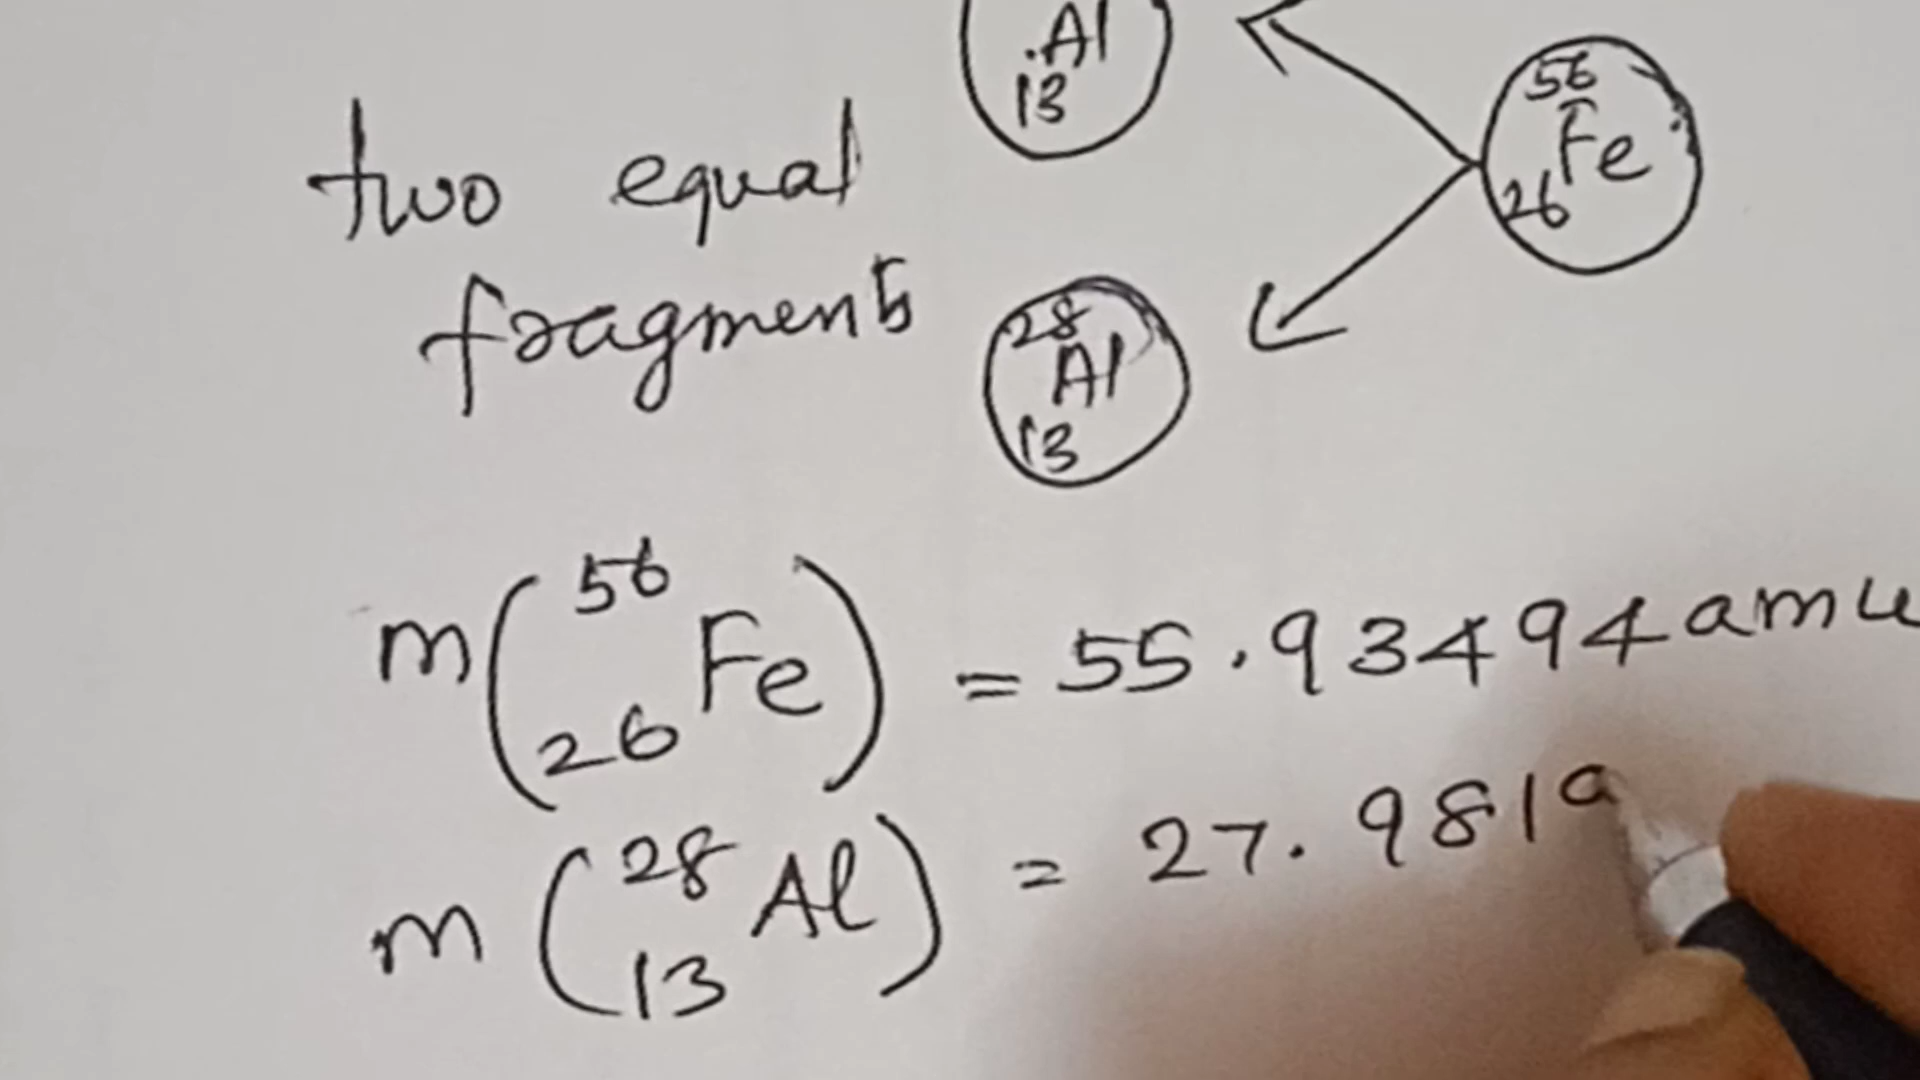 .Al
13
56
Fe
26
two equal
fragments
28
Al
13
m(56 26 Fe) = 55.93494 amu
m(28 13 Al) = 27.981a